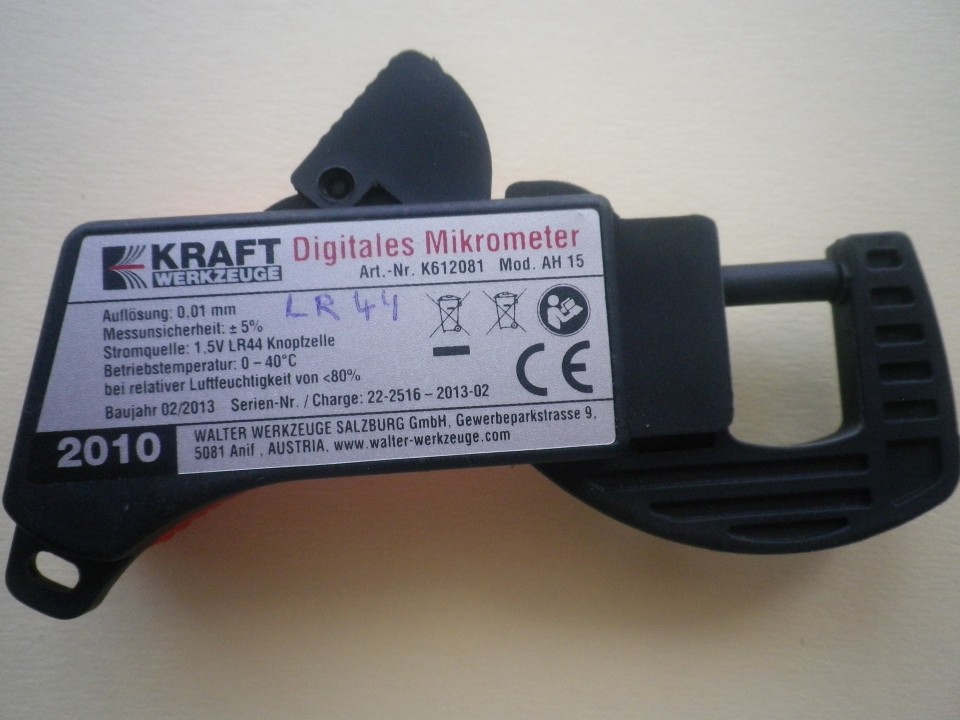 KRAFT
WERKZEUGE
Digitales Mikrometer
Art.-Nr. K612081 Mod. AH 15
LR44
Auflösung: 0,01 mm
Messunsicherheit: ± 5%
Stromquelle: 1,5V LR44 Knopfzelle
Betriebstemperatur: 0 – 40°C
bei relativer Luftfeuchtigkeit von <80%
Baujahr 02/2013 Serien-Nr. / Charge: 22-2516 – 2013-02
CE
2010
WALTER WERKZEUGE SALZBURG GmbH, Gewerbeparkstrasse 9,
5081 Anif , AUSTRIA. www.walter-werkzeuge.com